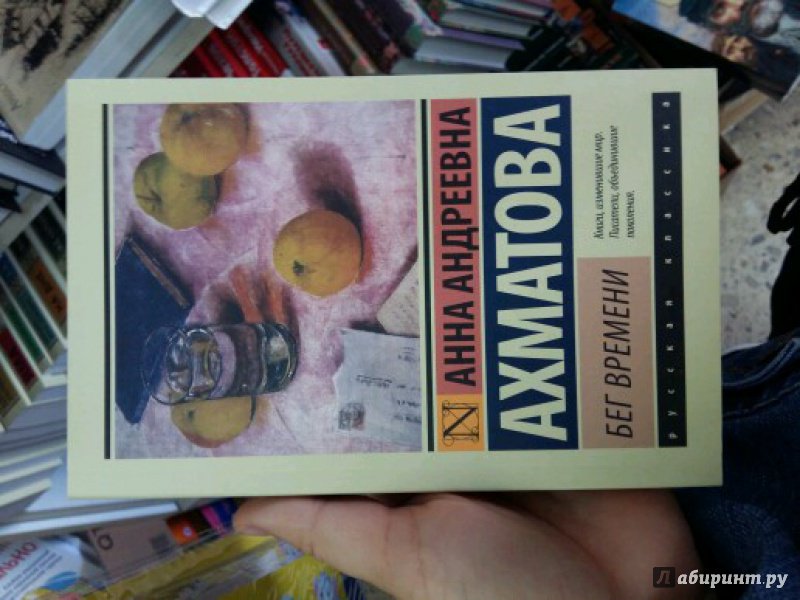 АННА АНДРЕЕВНА
АХМАТОВА
БЕГ ВРЕМЕНИ
Книги, изменившие мир.
Писатели, объединившие
поколения.
русская классика
Лабиринт.ру